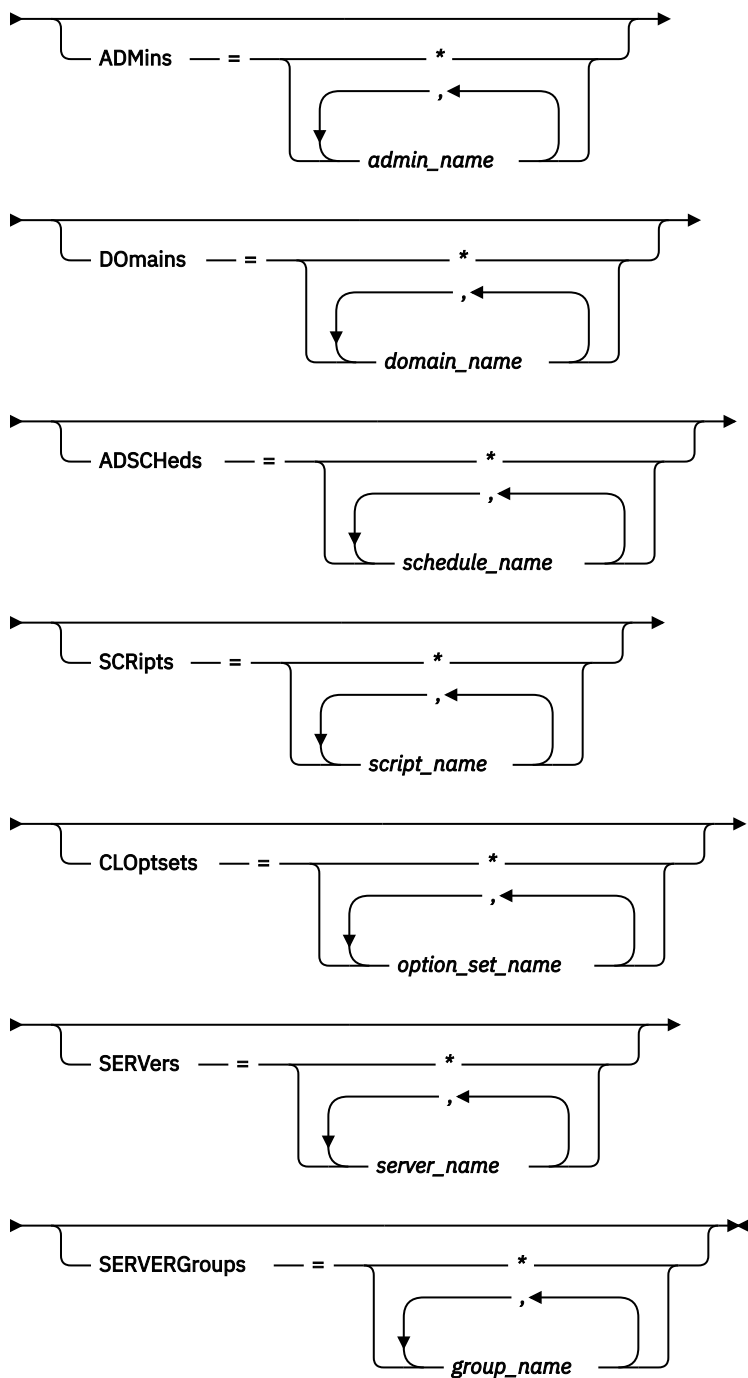 ADMins = *
,
admin_name
DOmains = *
,
domain_name
ADSCHeds = *
,
schedule_name
SCRipts = *
,
script_name
CLOptsets = *
,
option_set_name
SERVers = *
,
server_name
SERVERGroups = *
,
group_name